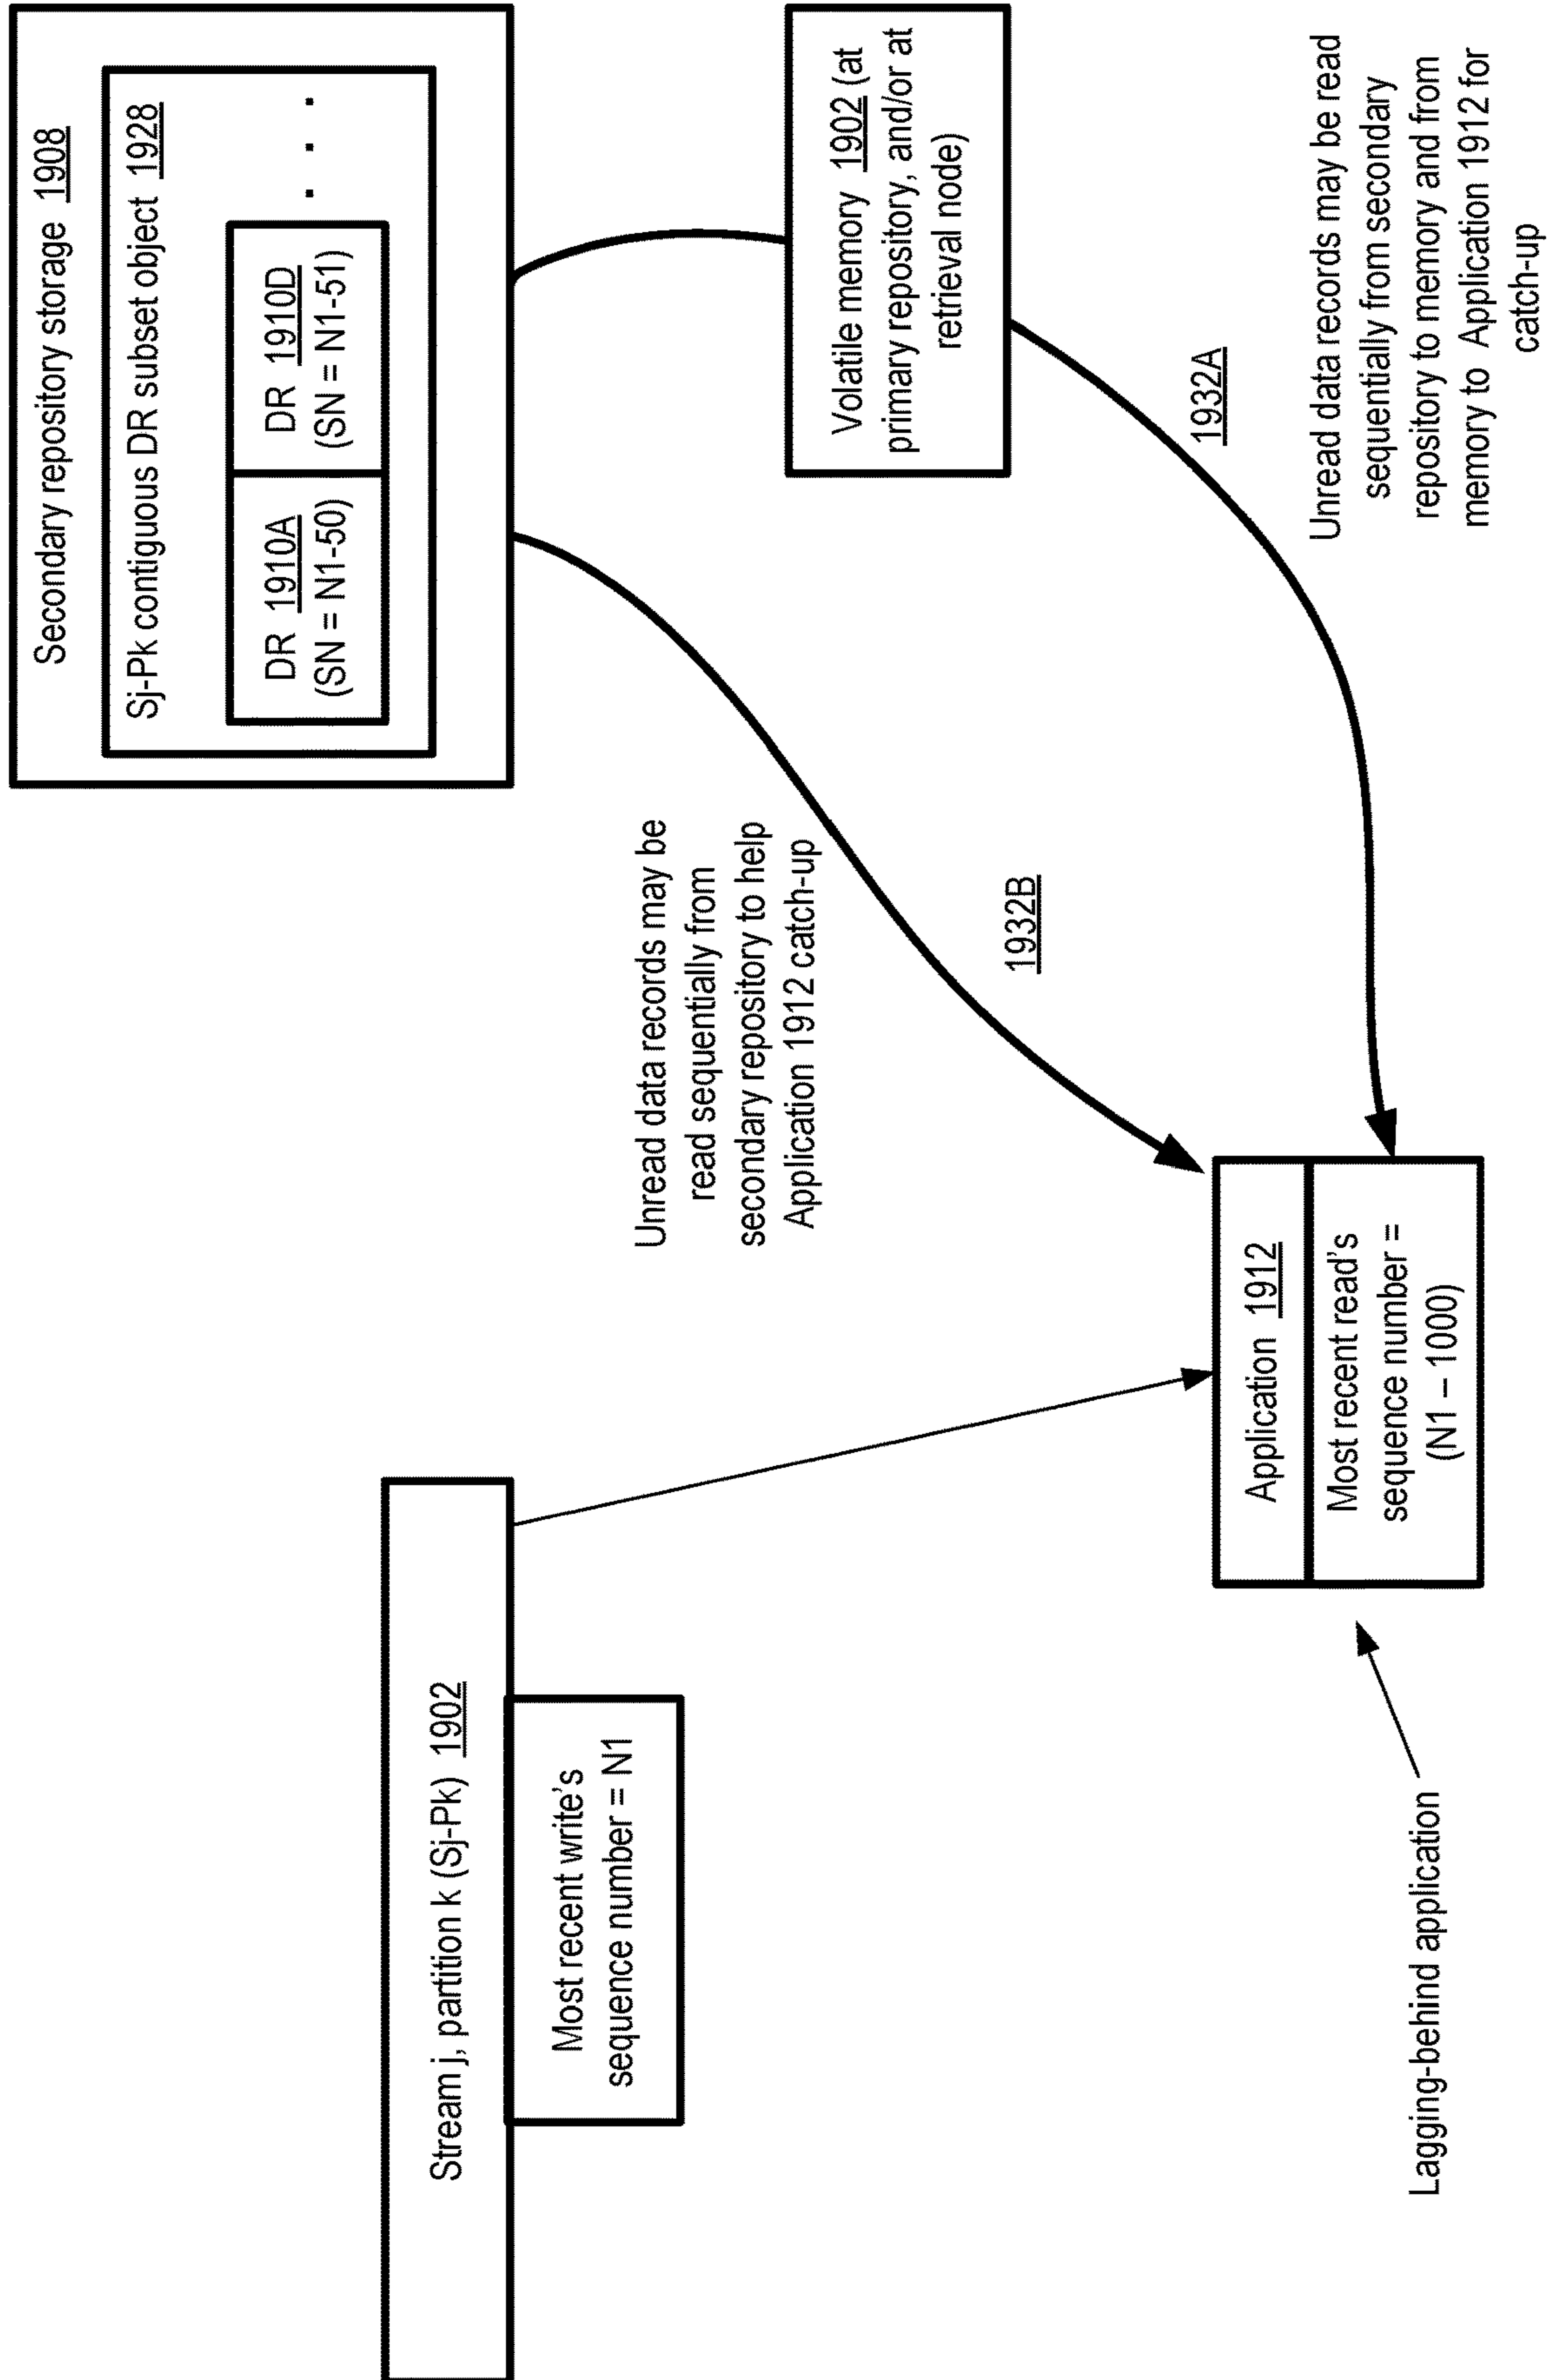 Secondary repository storage 1908
Sj-Pk contiguous DR subset object 1928
DR 1910A
(SN = N1-50)
DR 1910D
(SN = N1-51)
. . .
Stream j, partition k (Sj-Pk) 1902
Most recent write's
sequence number = N1
Unread data records may be
read sequentially from
secondary repository to help
Application 1912 catch-up
Volatile memory 1902 (at
primary repository, and/or at
retrieval node)
1932B
1932A
Application 1912
Most recent read's
sequence number =
(N1 – 1000)
Unread data records may be read
sequentially from secondary
repository to memory and from
memory to Application 1912 for
catch-up
Lagging-behind application